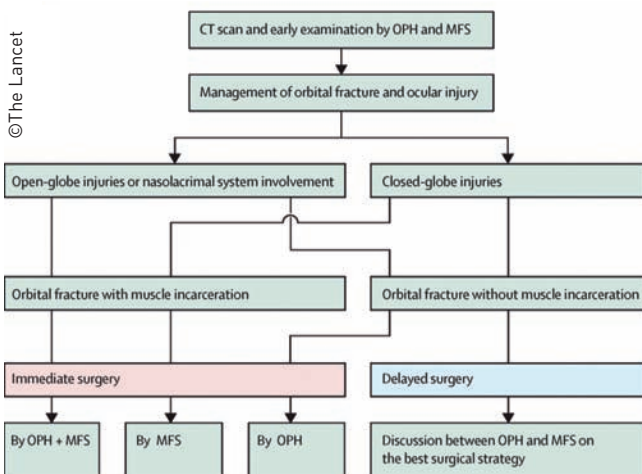 ©The Lancet
CT scan and early examination by OPH and MFS
Management of orbital fracture and ocular injury
Open-globe injuries or nasolacrimal system involvement
Closed-globe injuries
Orbital fracture with muscle incarceration
Orbital fracture without muscle incarceration
Immediate surgery
Delayed surgery
By OPH + MFS
By MFS
By OPH
Discussion between OPH and MFS on
the best surgical strategy